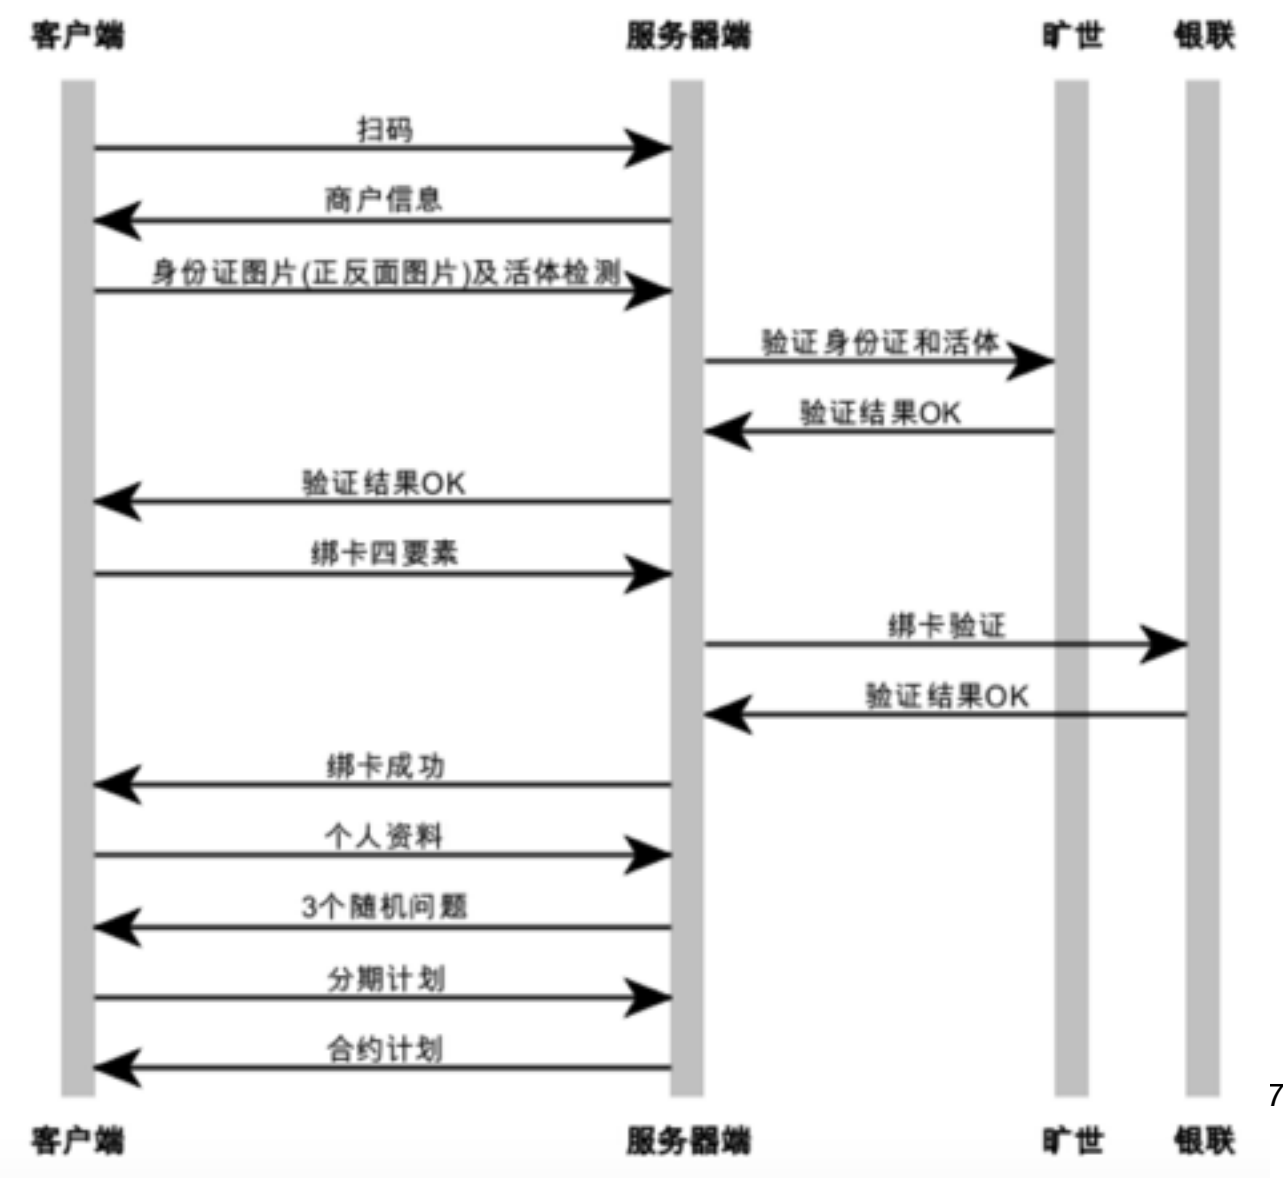 客户端 服务器端 旷世 银联
扫码
商户信息
身份证图片(正反面图片)及活体检测
验证身份证和活体
验证结果OK
验证结果OK
绑卡四要素
绑卡验证
验证结果OK
绑卡成功
个人资料
3个随机问题
分期计划
合约计划
7
客户端 服务器端 旷世 银联